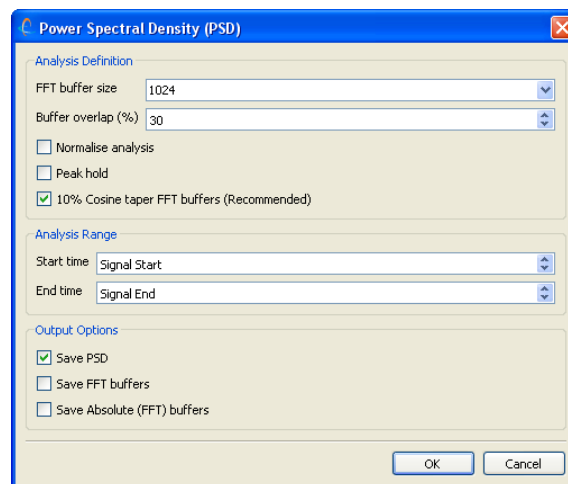 Power Spectral Density (PSD)
Analysis Definition
FFT buffer size 1024
Buffer overlap (%) 30
Normalise analysis
Peak hold
10% Cosine taper FFT buffers (Recommended)
Analysis Range
Start time Signal Start
End time Signal End
Output Options
Save PSD
Save FFT buffers
Save Absolute (FFT) buffers
OK Cancel